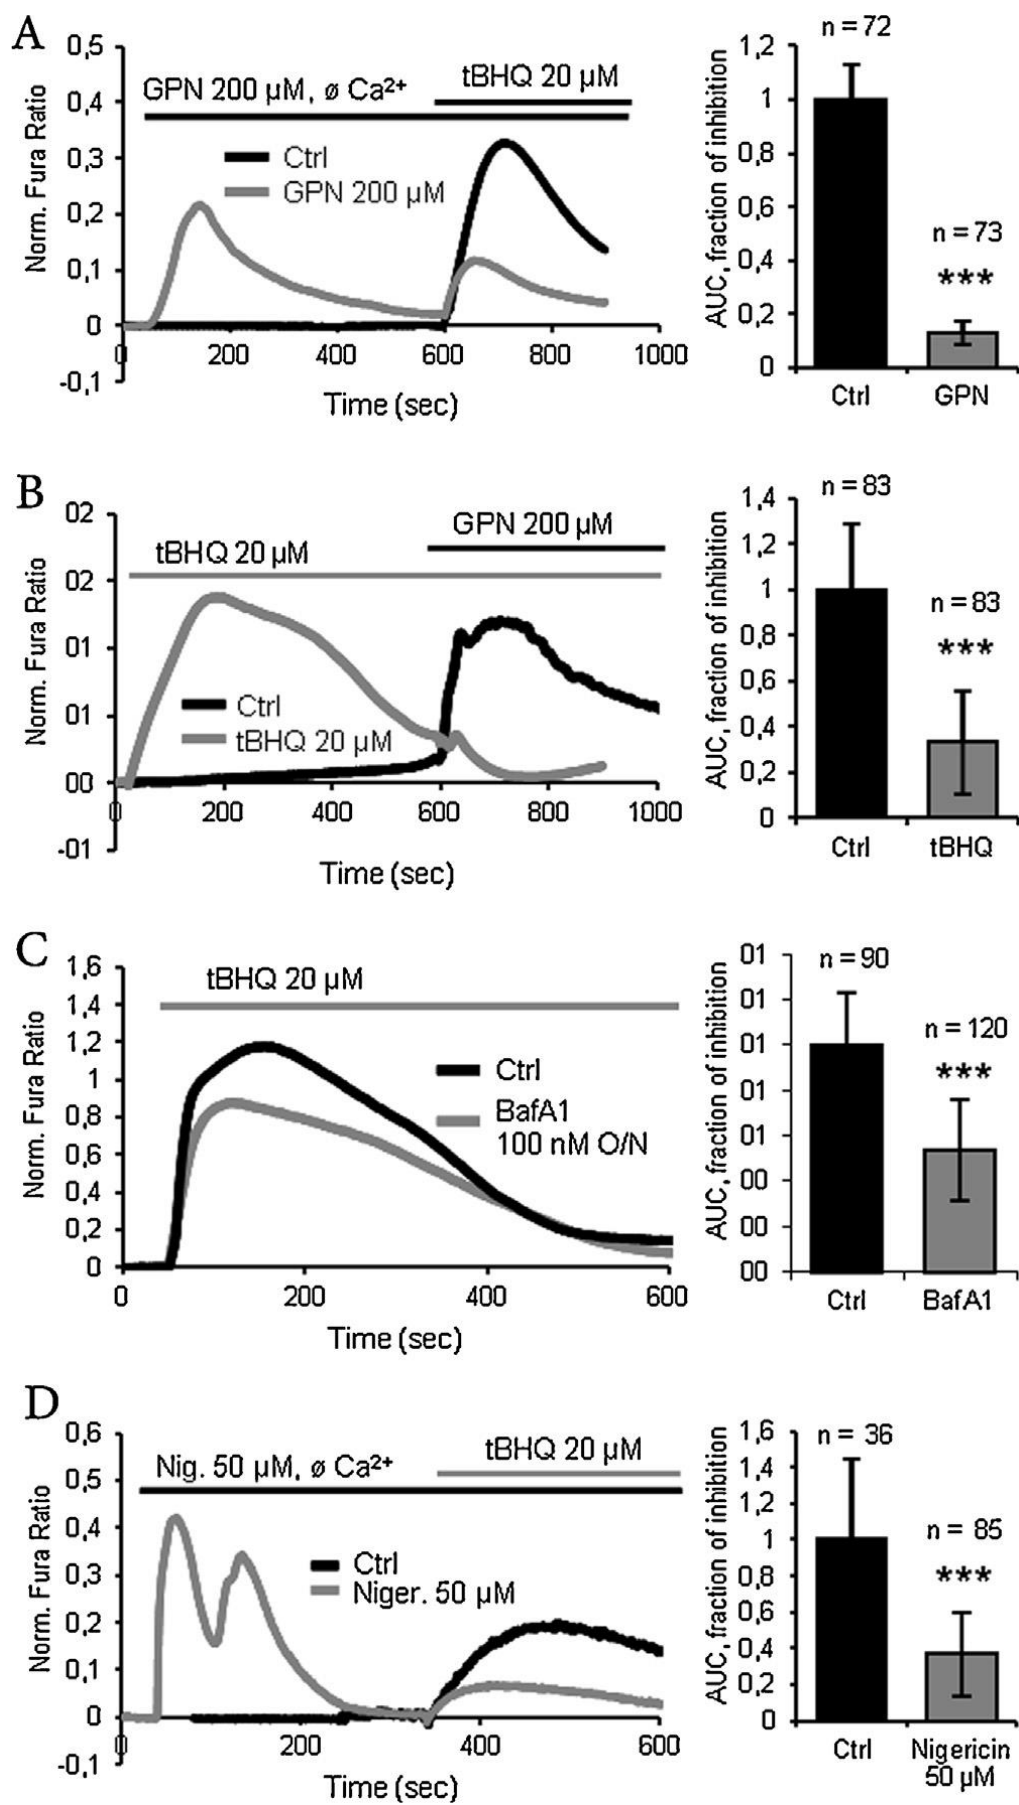 A
0,5
0,4
0,3
0,2
0,1
0
-0,1
Norm. Fura Ratio
GPN 200 µM, ø Ca²⁺
tBHQ 20 µM
Ctrl
GPN 200 µM
0 200 400 600 800 1000
Time (sec)
n = 72
1,2
1
0,8
0,6
0,4
0,2
0
AUC, fraction of inhibition
n = 73
***
Ctrl GPN
B
02
02
01
01
00
-01
Norm. Fura Ratio
tBHQ 20 µM
GPN 200 µM
Ctrl
tBHQ 20 µM
0 200 400 600 800 1000
Time (sec)
n = 83
1,4
1,2
1
0,8
0,6
0,4
0,2
0
AUC, fraction of inhibition
n = 83
***
Ctrl tBHQ
C
1,6
1,4
1,2
1
0,8
0,6
0,4
0,2
0
Norm. Fura Ratio
tBHQ 20 µM
Ctrl
BafA1
100 nM O/N
0 200 400 600
Time (sec)
01
01
01
01
01
00
00
00
AUC, fraction of inhibition
n = 90
n = 120
***
Ctrl BafA1
D
0,6
0,5
0,4
0,3
0,2
0,1
0
-0,1
Norm. Fura Ratio
Nig. 50 µM, ø Ca²⁺
tBHQ 20 µM
Ctrl
Niger. 50 µM
0 200 400 600
Time (sec)
1,6
1,4
1,2
1
0,8
0,6
0,4
0,2
0
AUC, fraction of inhibition
n = 36
n = 85
***
Ctrl Nigericin
50 µM